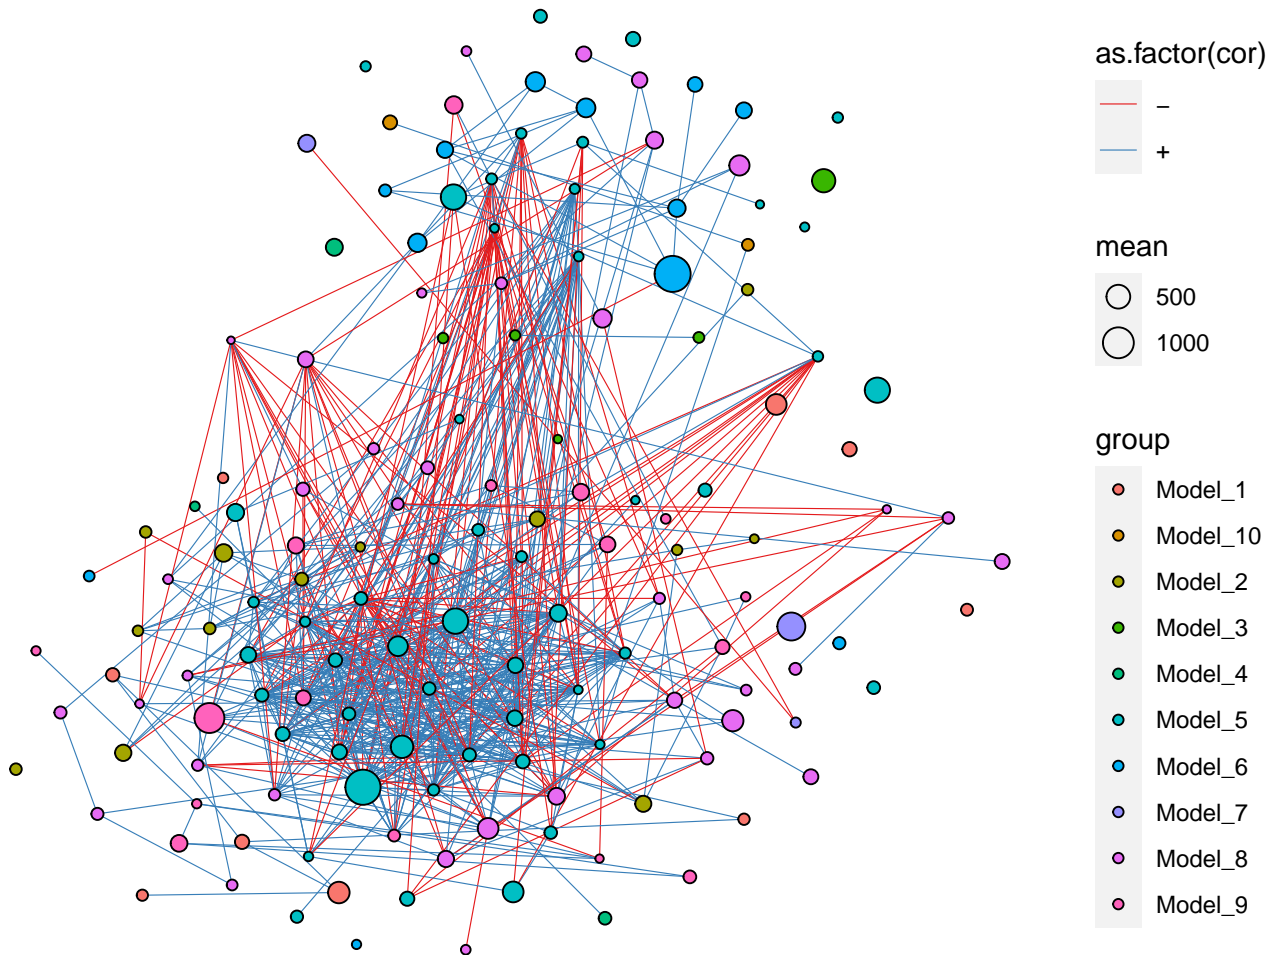 as.factor(cor)
−
+
mean
500
1000
group
Model_1
Model_10
Model_2
Model_3
Model_4
Model_5
Model_6
Model_7
Model_8
Model_9